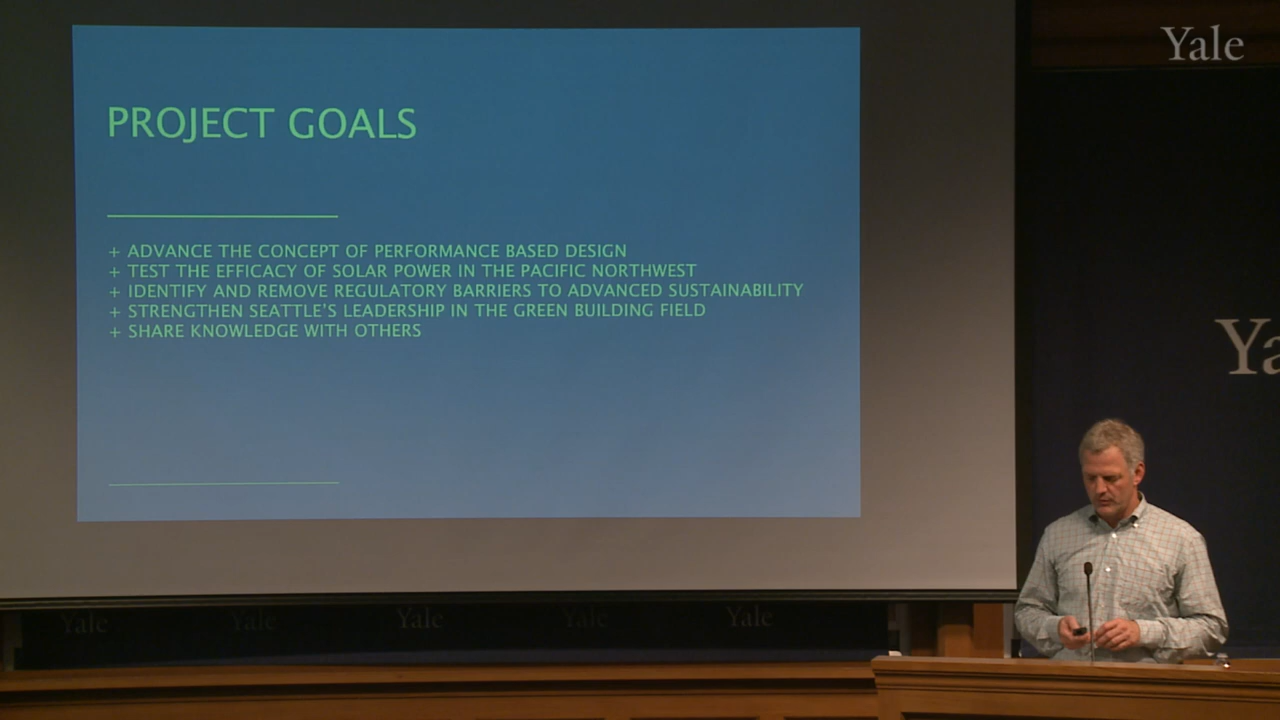 Yale
PROJECT GOALS
+ ADVANCE THE CONCEPT OF PERFORMANCE BASED DESIGN
+ TEST THE EFFICACY OF SOLAR POWER IN THE PACIFIC NORTHWEST
+ IDENTIFY AND REMOVE REGULATORY BARRIERS TO ADVANCED SUSTAINABILITY
+ STRENGTHEN SEATTLE'S LEADERSHIP IN THE GREEN BUILDING FIELD
+ SHARE KNOWLEDGE WITH OTHERS
Ya
Yale Yale Yale Yale Yale